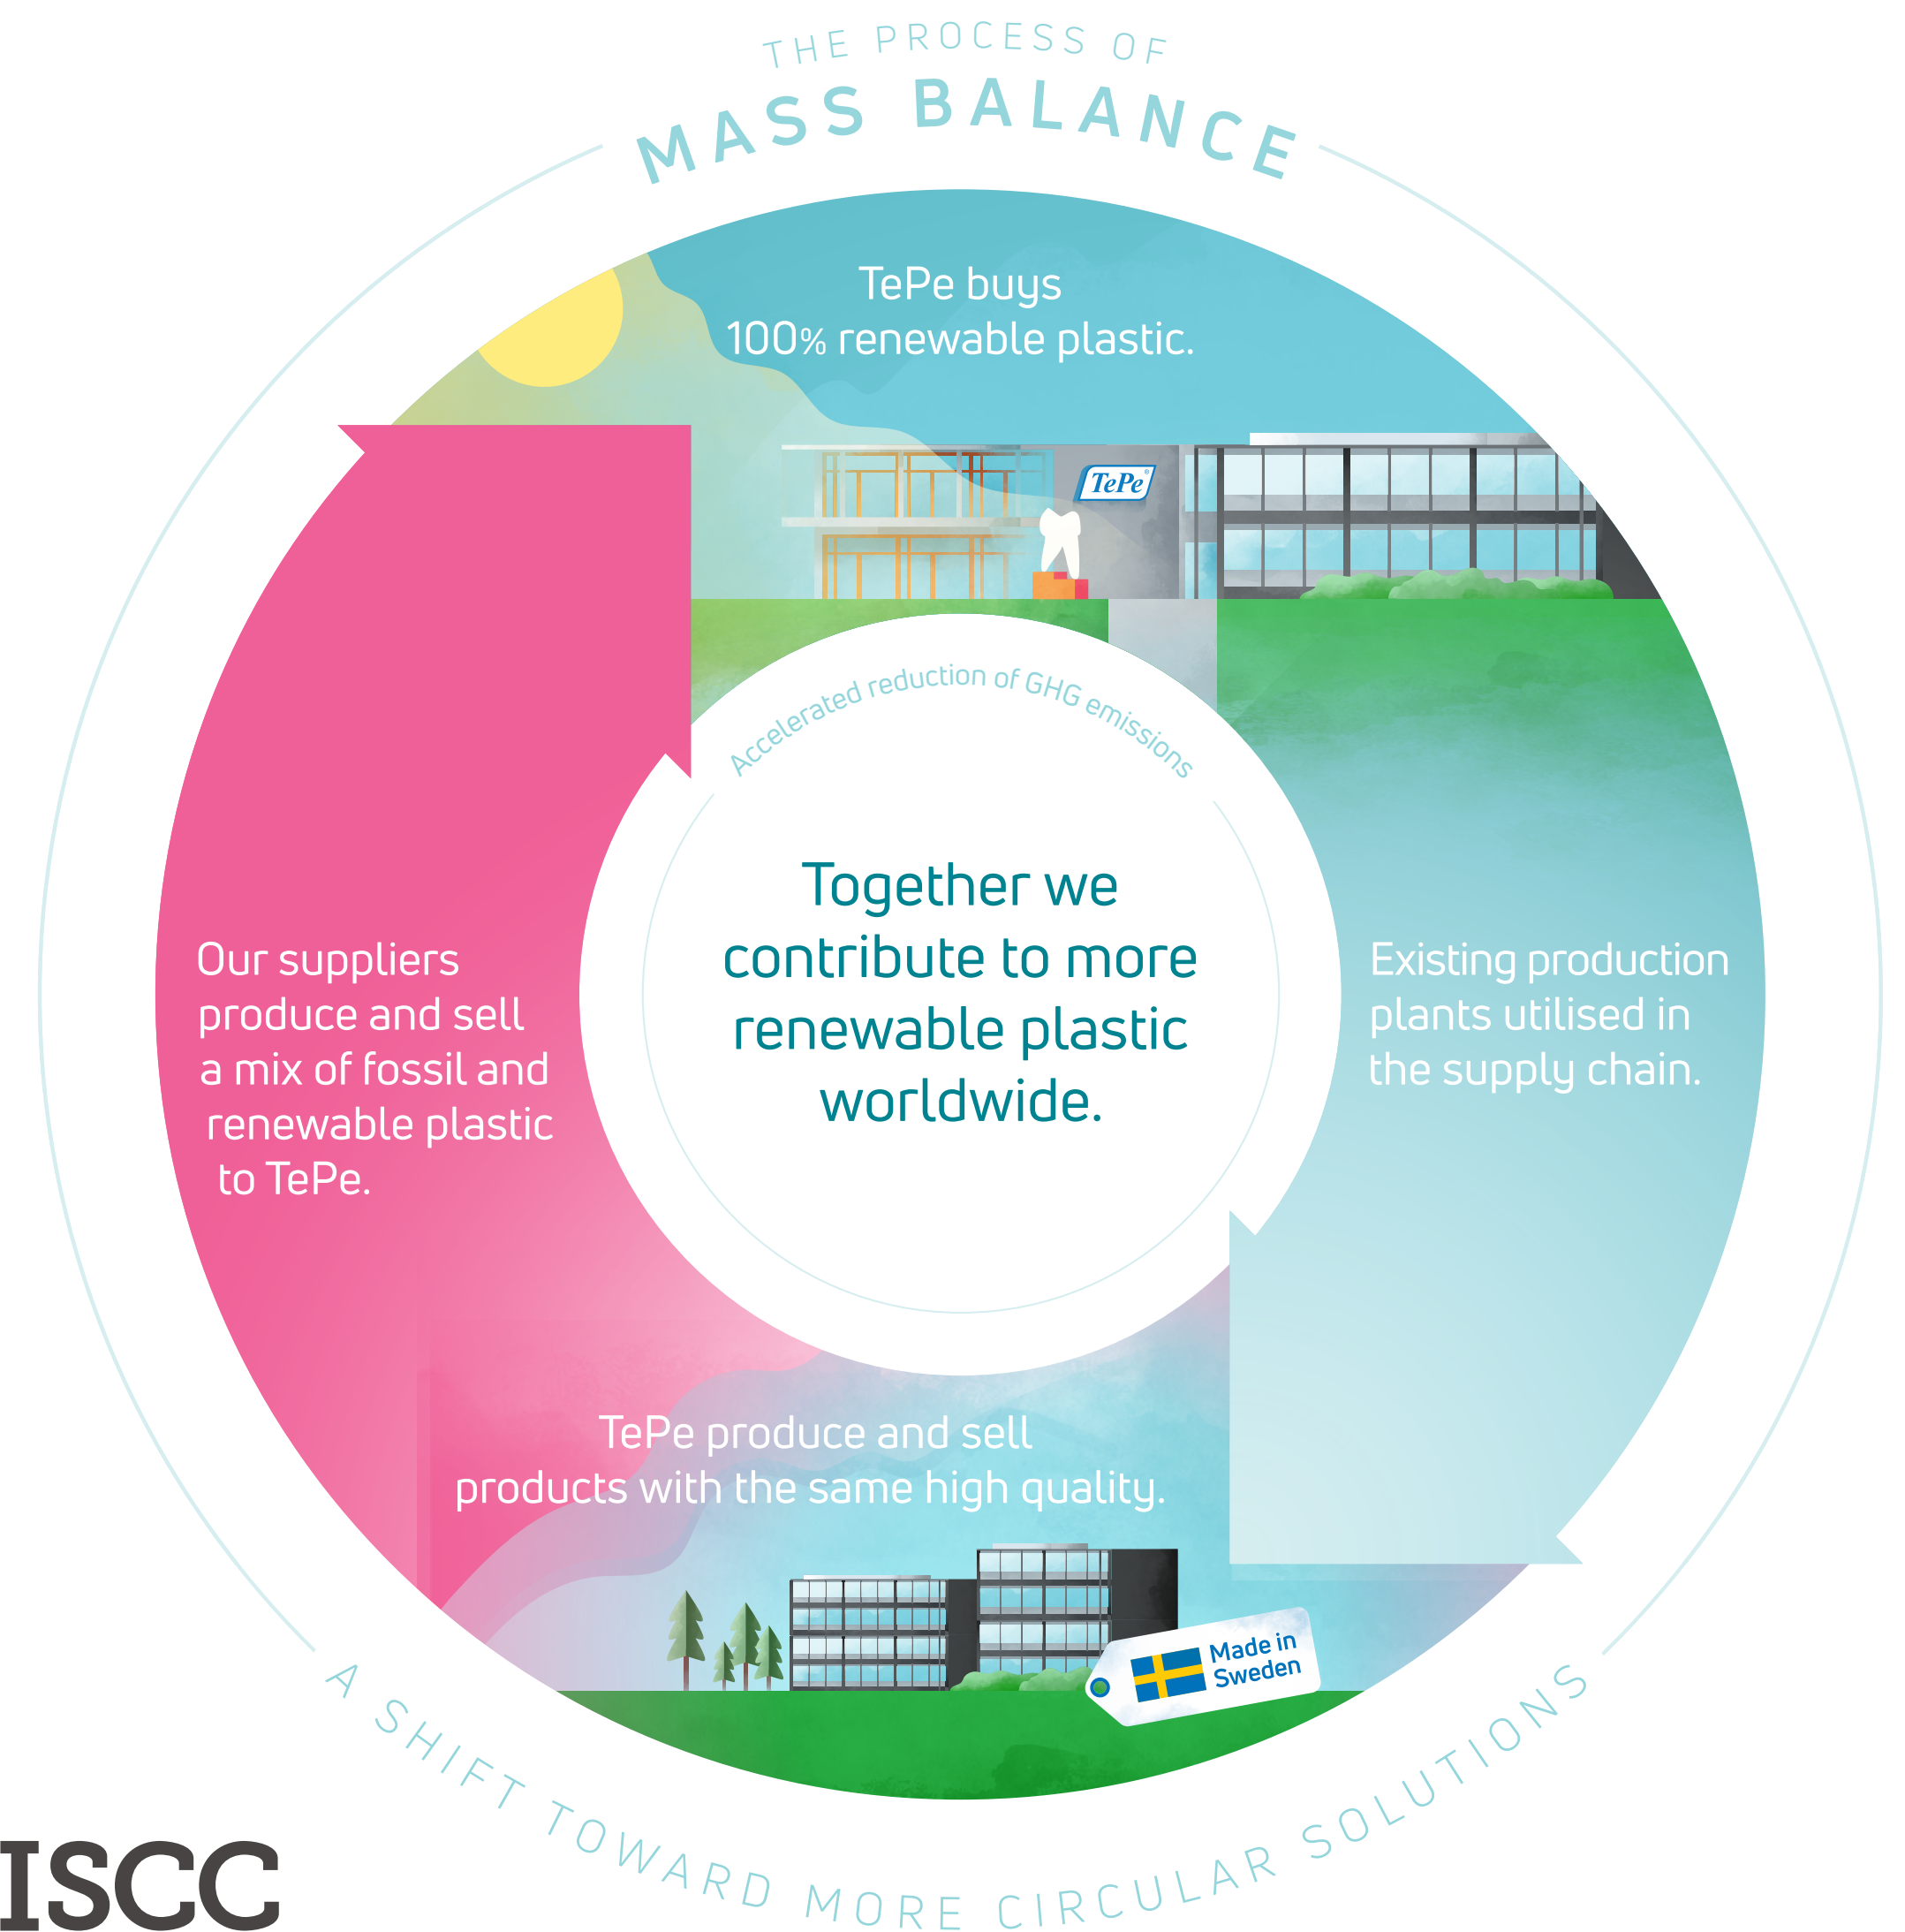 THE PROCESS OF
MASS BALANCE
TePe buys
100% renewable plastic.
TePe®
Accelerated reduction of GHG emissions
Together we
contribute to more
renewable plastic
worldwide.
Existing production
plants utilised in
the supply chain.
Our suppliers
produce and sell
a mix of fossil and
renewable plastic
to TePe.
TePe produce and sell
products with the same high quality.
Made in
Sweden
A SHIFT TOWARD MORE CIRCULAR SOLUTIONS
ISCC